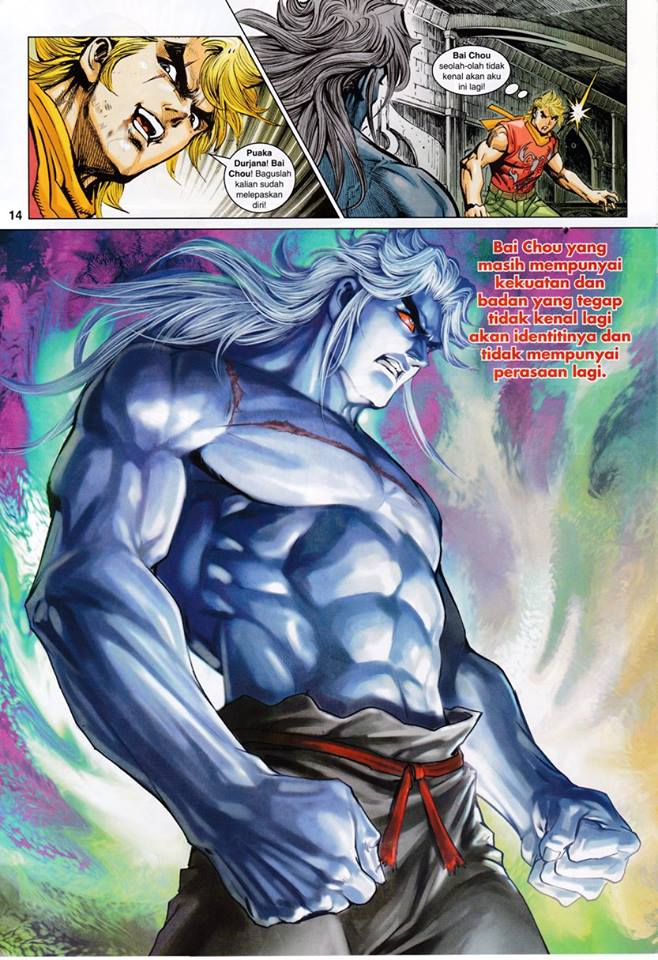 Puaka
Durjana! Bai
Chou! Baguslah
kalian sudah
melepaskan
diri!
Bai Chou
seolah-olah tidak
kenal akan aku
ini lagi!
14
Bai Chou yang
masih mempunyai
kekuatan dan
badan yang tegap
tidak kenal lagi
akan identitinya dan
tidak mempunyai
perasaan lagi.